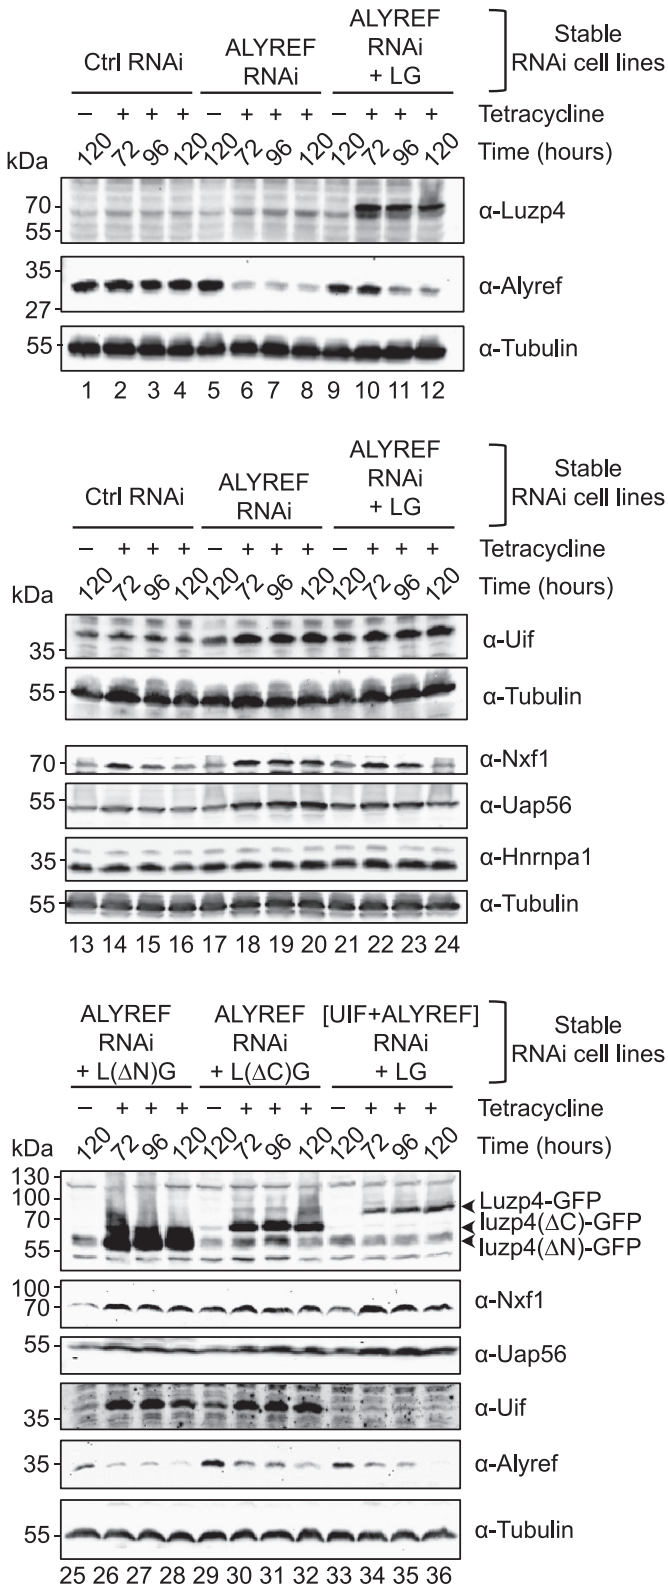 Ctrl RNAi
ALYREF
RNAi
ALYREF
RNAi
+ LG
Stable
RNAi cell lines
– + + + – + + + – + + + Tetracycline
120 72 96 120 120 72 96 120 120 72 96 120 Time (hours)
kDa
70
55
α-Luzp4
35
27
α-Alyref
55
α-Tubulin
1 2 3 4 5 6 7 8 9 10 11 12
Ctrl RNAi
ALYREF
RNAi
ALYREF
RNAi
+ LG
Stable
RNAi cell lines
– + + + – + + + – + + + Tetracycline
120 72 96 120 120 72 96 120 120 72 96 120 Time (hours)
kDa
35
α-Uif
55
α-Tubulin
70
α-Nxf1
55
α-Uap56
35
α-Hnrnpa1
55
α-Tubulin
13 14 15 16 17 18 19 20 21 22 23 24
ALYREF
RNAi
+ L(ΔN)G
ALYREF
RNAi
+ L(ΔC)G
[UIF+ALYREF]
RNAi
+ LG
Stable
RNAi cell lines
– + + + – + + + – + + + Tetracycline
120 72 96 120 120 72 96 120 120 72 96 120 Time (hours)
kDa
130
100
70
55
Luzp4-GFP
luzp4(ΔC)-GFP
luzp4(ΔN)-GFP
100
70
α-Nxf1
55
α-Uap56
35
α-Uif
35
α-Alyref
55
α-Tubulin
25 26 27 28 29 30 31 32 33 34 35 36